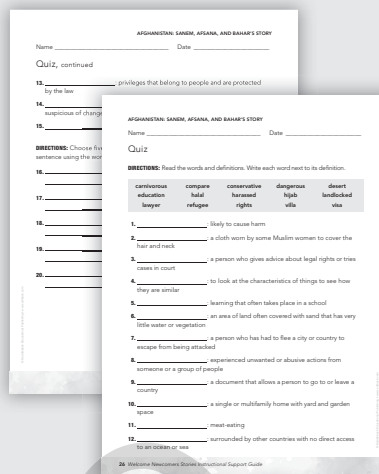 AFGHANISTAN: SANEM, AFSANA, AND BAHAR'S STORY
Name Date
Quiz, continued
13. : privileges that belong to people and are protected
by the law
14.
suspicious of change
15.
DIRECTIONS: Choose five
sentence using the wor
16.
17.
18.
19.
20.
AFGHANISTAN: SANEM, AFSANA, AND BAHAR'S STORY
Name Date
Quiz
DIRECTIONS: Read the words and definitions. Write each word next to its definition.
carnivorous compare conservative dangerous desert
education halal harassed hijab landlocked
lawyer refugee rights villa visa
1. : likely to cause harm
2. : a cloth worn by some Muslim women to cover the
hair and neck
3. : a person who gives advice about legal rights or tries
cases in court
4. : to look at the characteristics of things to see how
they are similar
5. : learning that often takes place in a school
6. : an area of land often covered with sand that has very
little water or vegetation
7. : a person who has had to flee a city or country to
escape from being attacked
8. : experienced unwanted or abusive actions from
someone or a group of people
9. : a document that allows a person to go to or leave a
country
10. : a single or multifamily home with yard and garden
space
11. : meat-eating
12. : surrounded by other countries with no direct access
to an ocean or sea
26 Welcome Newcomers Stories Instructional Support Guide